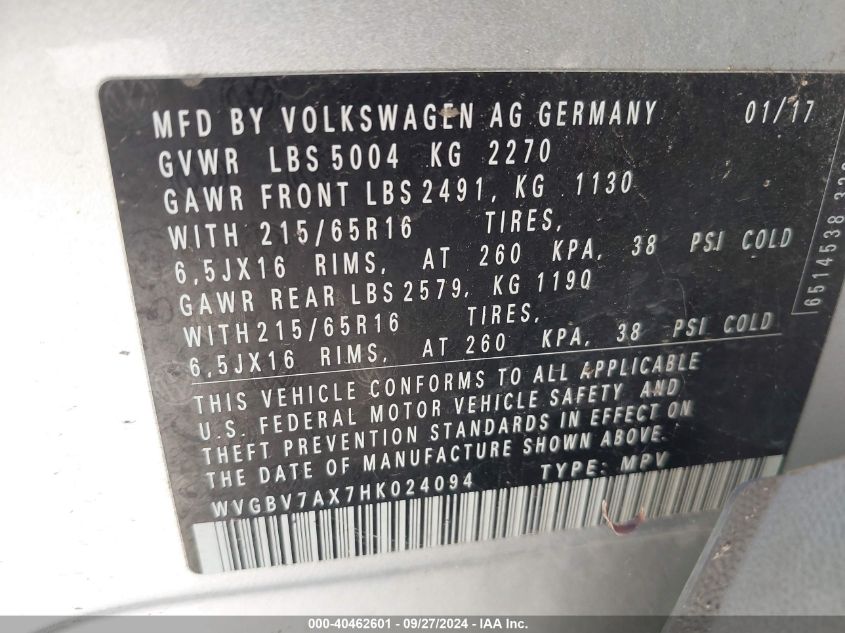 MFD BY VOLKSWAGEN AG GERMANY 01/17
GVWR LBS 5004 KG 2270
GAWR FRONT LBS 2491, KG 1130
WITH 215/65R16 TIRES,
6,5JX16 RIMS, AT 260 KPA, 38 PSI COLD
GAWR REAR LBS 2579, KG 1190
WITH 215/65R16 TIRES,
6,5JX16 RIMS, AT 260 KPA, 38 PSI COLD
THIS VEHICLE CONFORMS TO ALL APPLICABLE
U.S. FEDERAL MOTOR VEHICLE SAFETY AND
THEFT PREVENTION STANDARDS IN EFFECT ON
THE DATE OF MANUFACTURE SHOWN ABOVE.
WVGBV7AX7HK024094 TYPE: MPV
6514538
000-40462601 - 09/27/2024 - IAA Inc.